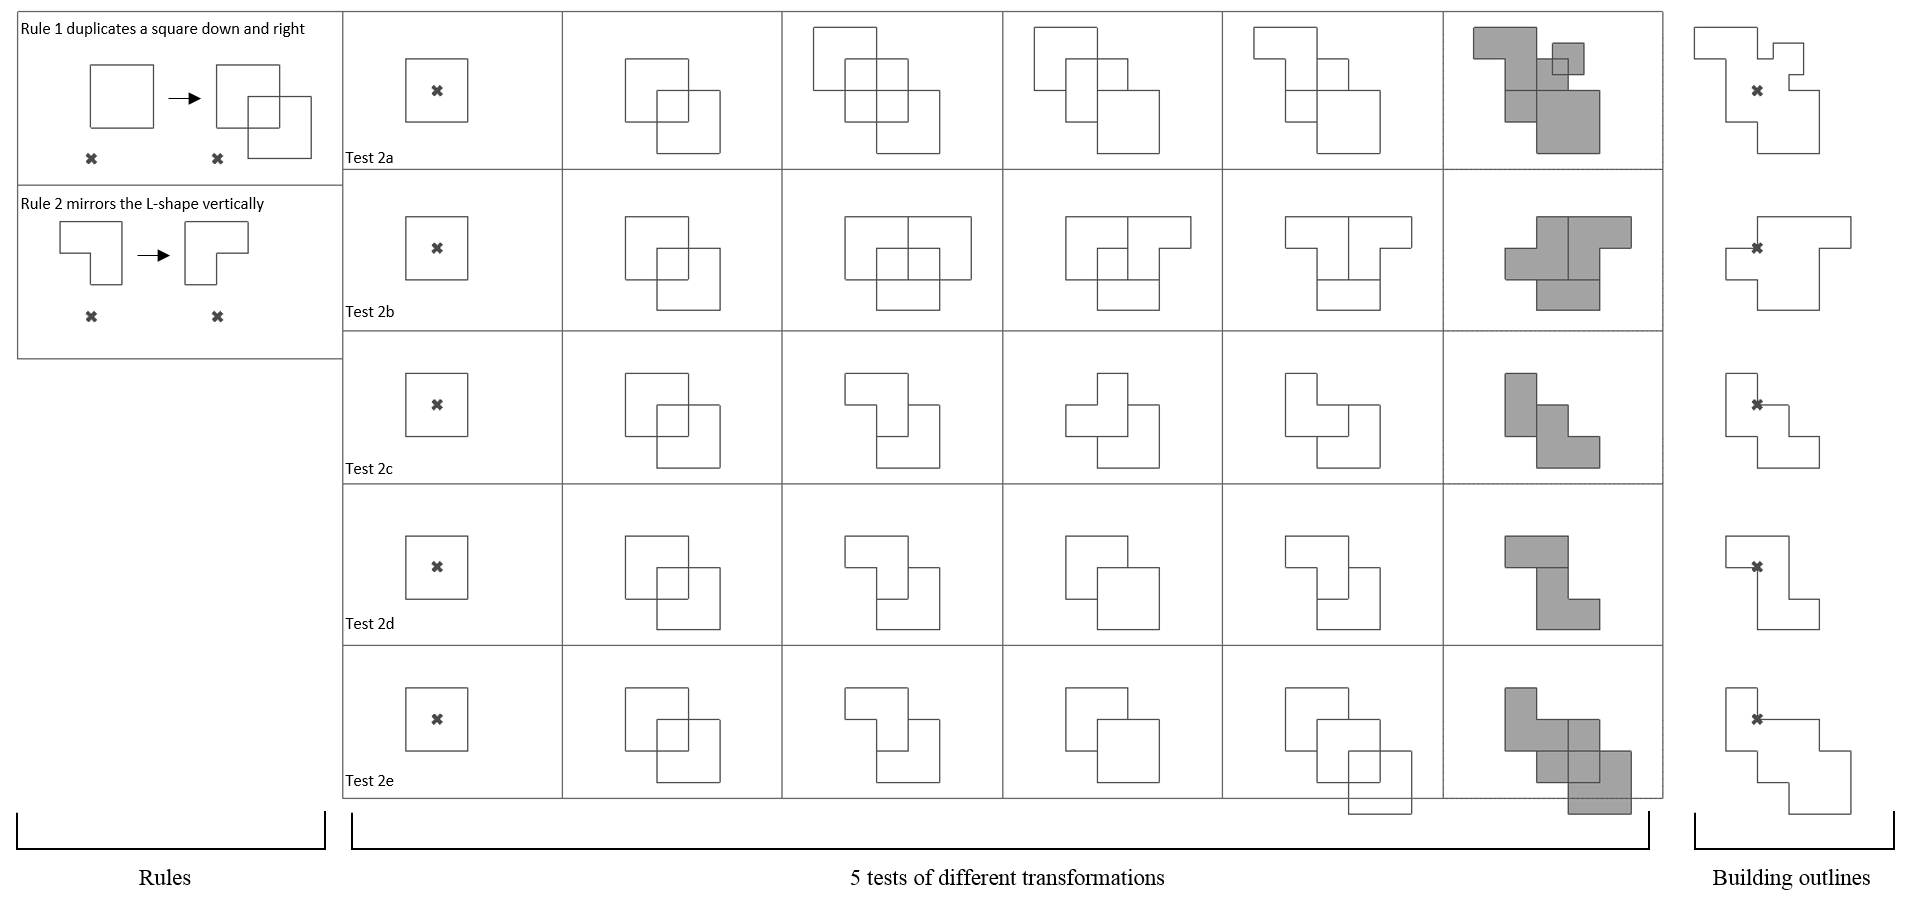 Rule 1 duplicates a square down and right
Rule 2 mirrors the L-shape vertically
Test 2a
Test 2b
Test 2c
Test 2d
Test 2e
Rules
5 tests of different transformations
Building outlines